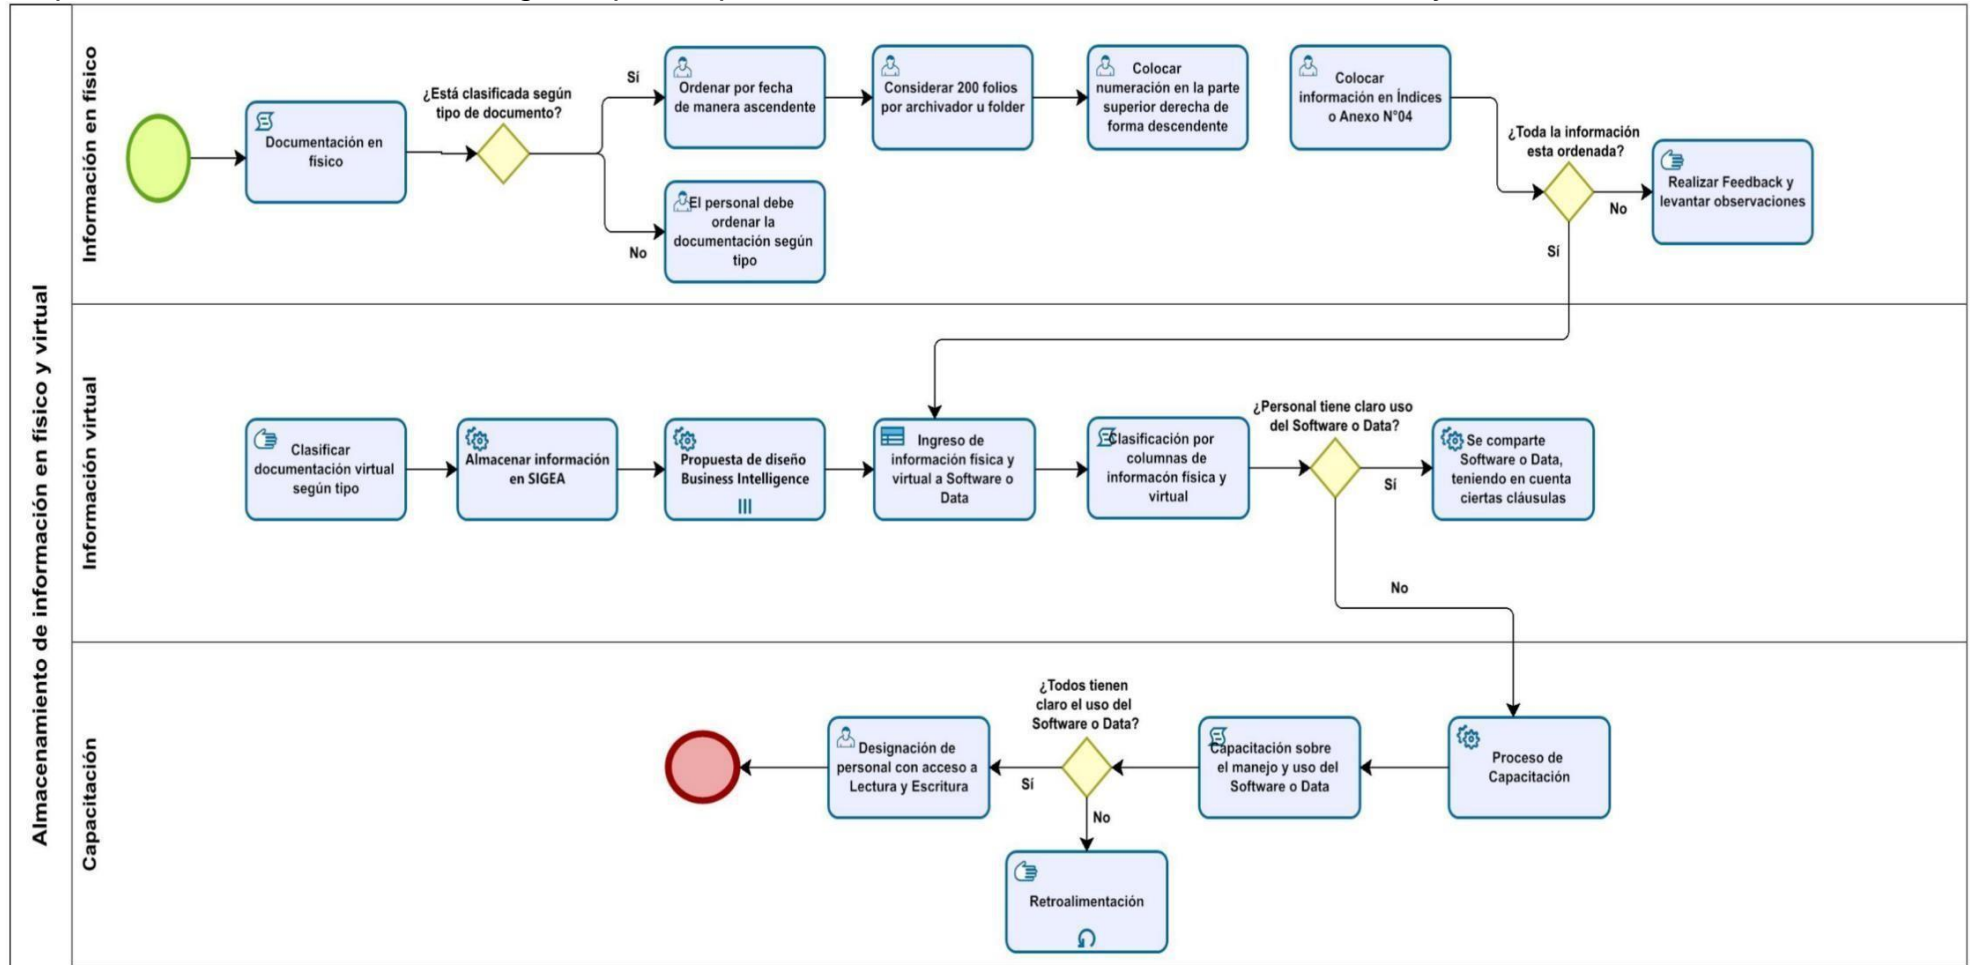 Almacenamiento de información en físico y virtual
Información en físico
Documentación en
físico
¿Está clasificada según
tipo de documento?
Sí
No
Ordenar por fecha
de manera ascendente
El personal debe
ordenar la
documentación según
tipo
Considerar 200 folios
por archivador u folder
Colocar
numeración en la parte
superior derecha de
forma descendente
Colocar
información en Índices
o Anexo N°04
¿Toda la información
esta ordenada?
No
Sí
Realizar Feedback y
levantar observaciones
Información virtual
Clasificar
documentación virtual
según tipo
Almacenar información
en SIGEA
Propuesta de diseño
Business Intelligence
Ingreso de
información física y
virtual a Software o
Data
Clasificación por
columnas de
informacón física y
virtual
¿Personal tiene claro uso
del Software o Data?
Sí
No
Se comparte
Software o Data,
teniendo en cuenta
ciertas cláusulas
Capacitación
Proceso de
Capacitación
Capacitación sobre
el manejo y uso del
Software o Data
¿Todos tienen
claro el uso del
Software o Data?
Sí
No
Designación de
personal con acceso a
Lectura y Escritura
Retroalimentación